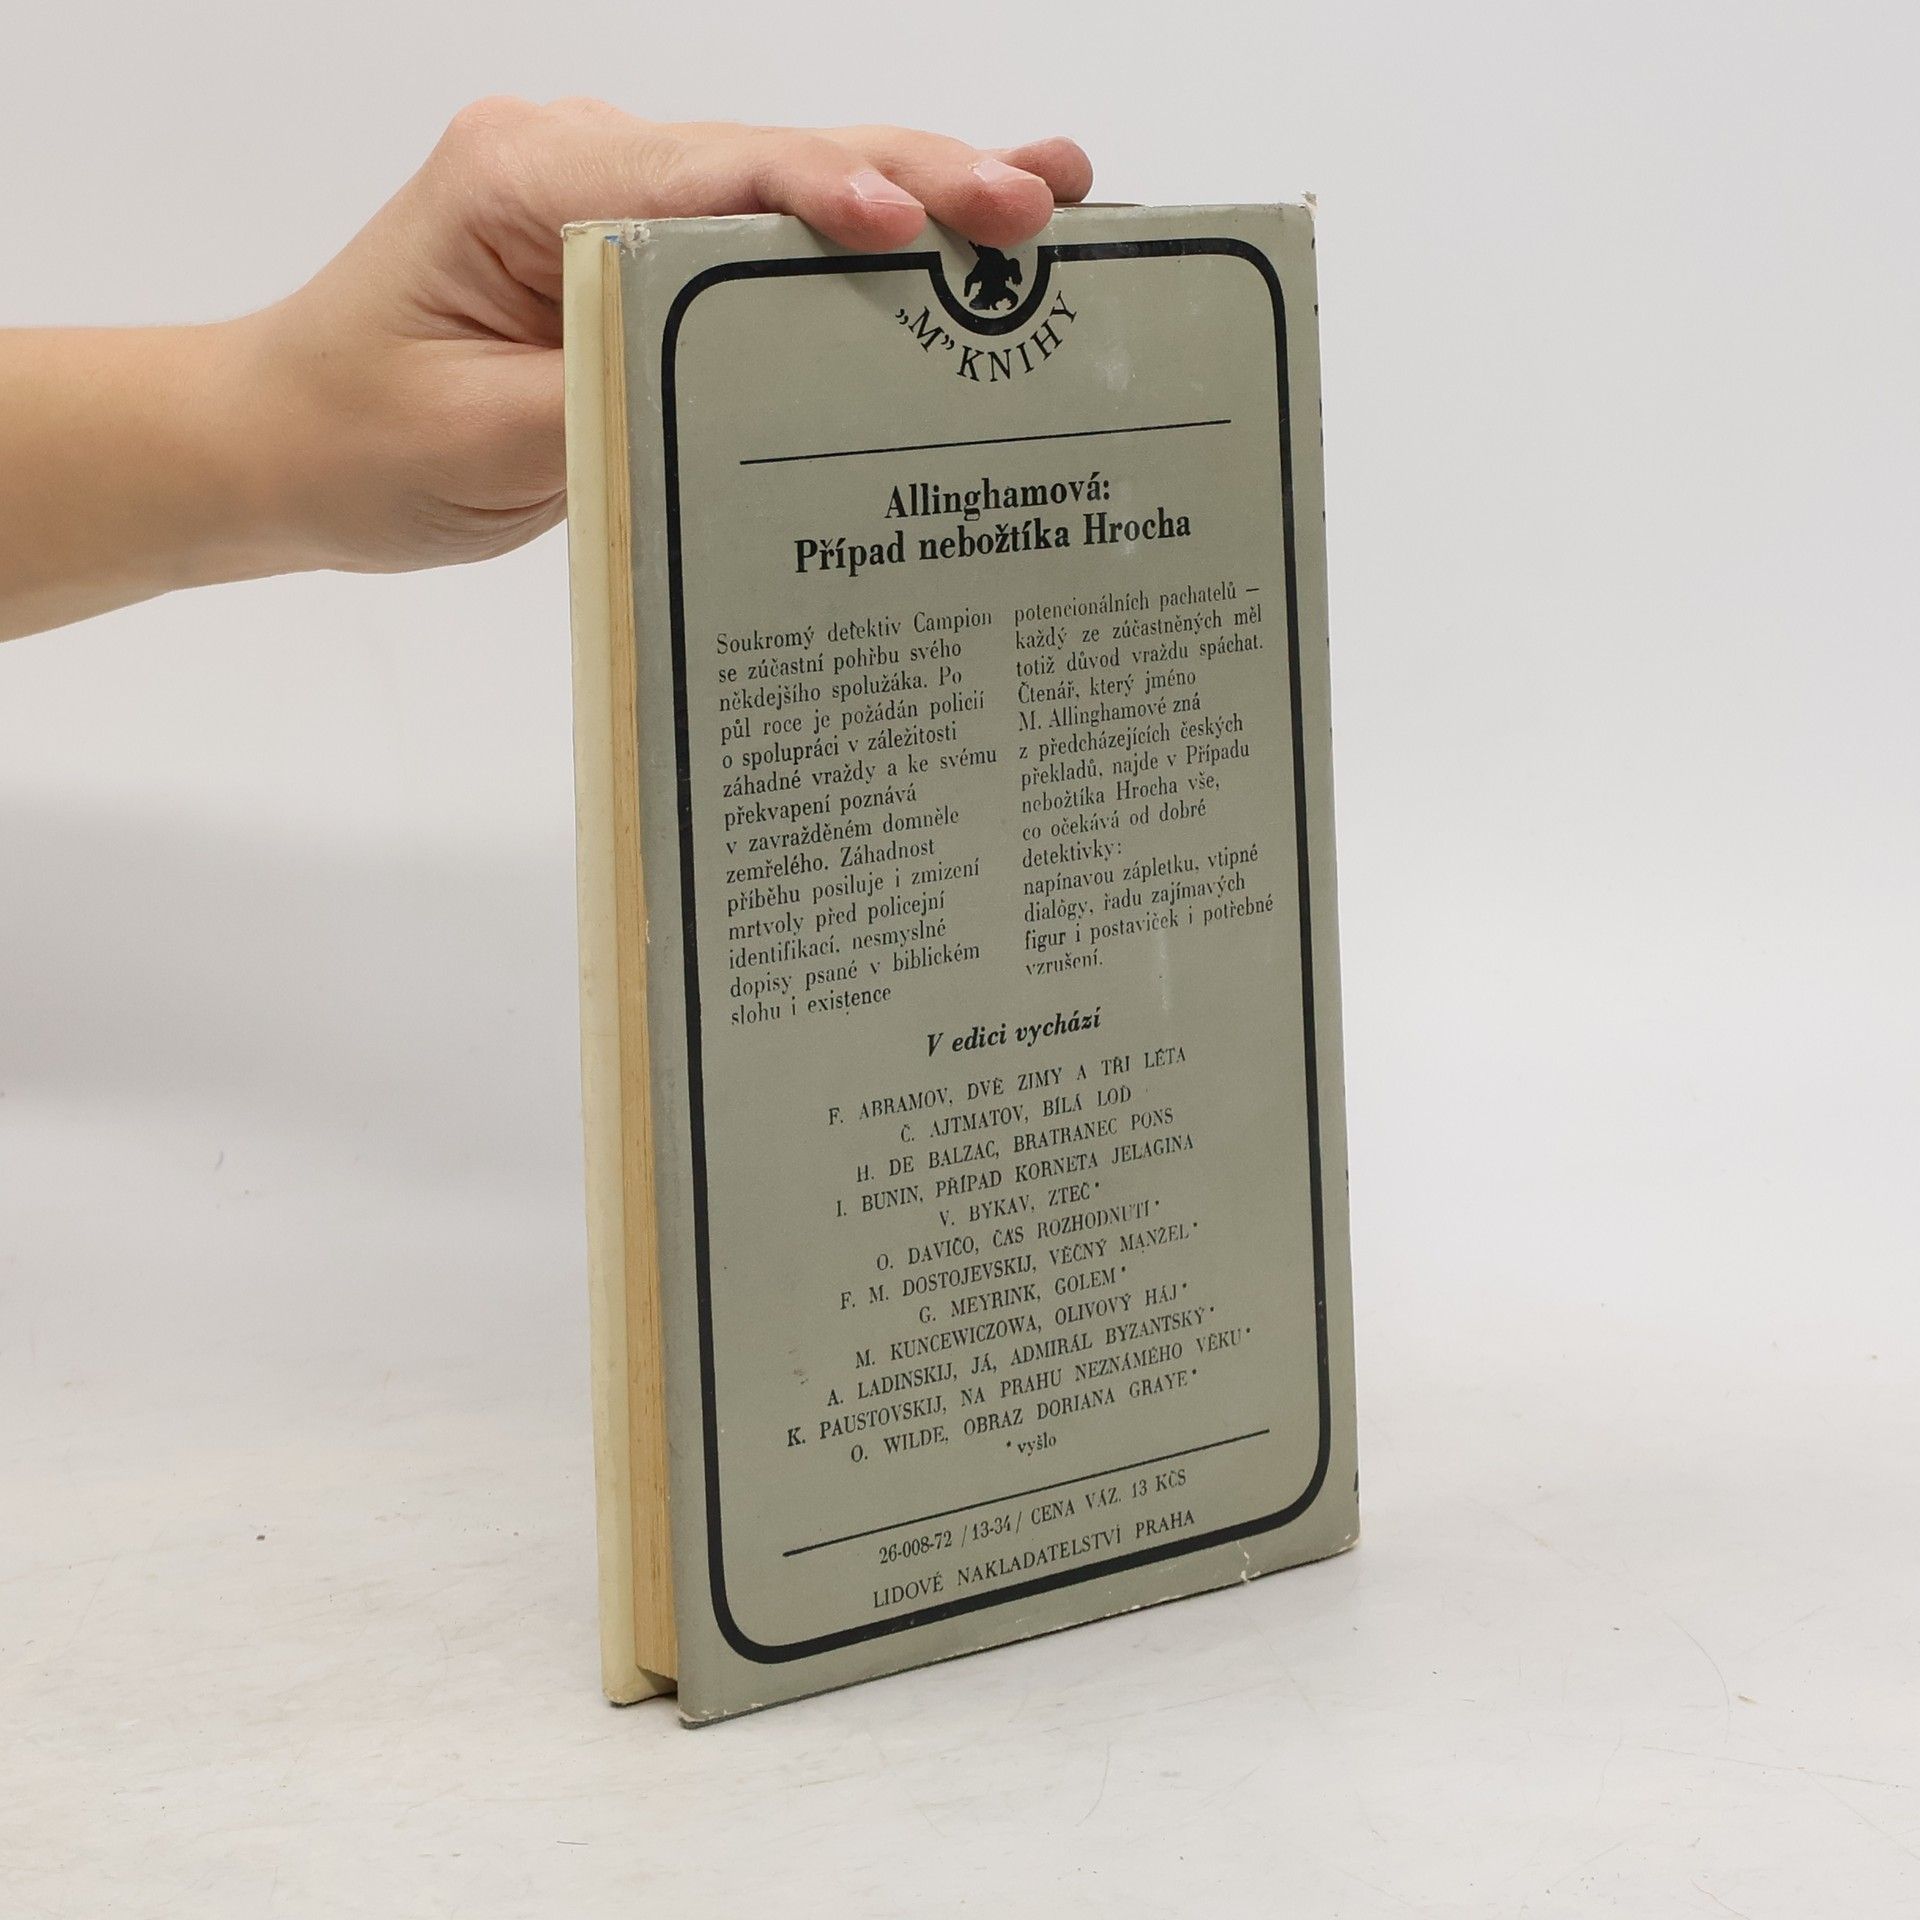 „M” KNIHY
Allinghamová:
Případ nebožtíka Hrocha
Soukromý detektiv Campion
se zúčastní pohřbu svého
někdejšího spolužáka. Po
půl roce je požádán policií
o spolupráci v záležitosti
záhadné vraždy a ke svému
překvapení poznává
v zavražděném domněle
zemřelého. Záhadnost
příběhu posiluje i zmizení
mrtvoly před policejní
identifikací, nesmyslné
dopisy psané v biblickém
slohu i existence
potencionálních pachatelů —
každý ze zúčastněných měl
totiž důvod vraždu spáchat.
Čtenář, který jméno
M. Allinghamové zná
z předcházejících českých
překladů, najde v Případu
nebožtíka Hrocha vše,
co očekává od dobré
detektivky:
napínavou zápletku, vtipné
dialógy, řadu zajímavých
figur i postaviček i potřebné
vzrušení.
V edici vychází
F. ABRAMOV, DVĚ ZIMY A TŘI LÉTA
Č. AJTMATOV, BÍLÁ LOĎ
H. DE BALZAC, BRATRANEC PONS
I. BUNIN, PŘÍPAD KORNETA JELAGINA
V. BYKAV, ZTEČ*
O. DAVIČO, ČAS ROZHODNUTÍ*
F. M. DOSTOJEVSKIJ, VĚČNÝ MANŽEL*
G. MEYRINK, GOLEM*
M. KUNCEWICZOWA, OLIVOVÝ HÁJ*
A. LADINSKIJ, JÁ, ADMIRÁL BYZANTSKÝ*
K. PAUSTOVSKIJ, NA PRAHU NEZNÁMÉHO VĚKU*
O. WILDE, OBRAZ DORIANA GRAYE*
* vyšlo
26-008-72 /13-34/ CENA VÁZ. 13 KČS
LIDOVÉ NAKLADATELSTVÍ PRAHA